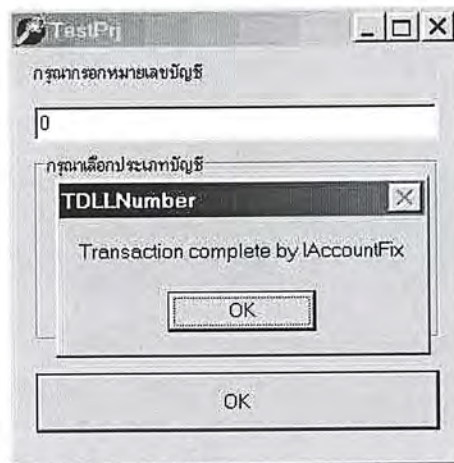 TestPrj
กรุณากรอกหมายเลขบัญชี
0
กรุณาเลือกประเภทบัญชี
TDLLNumber
Transaction complete by IAccountFix
OK
OK